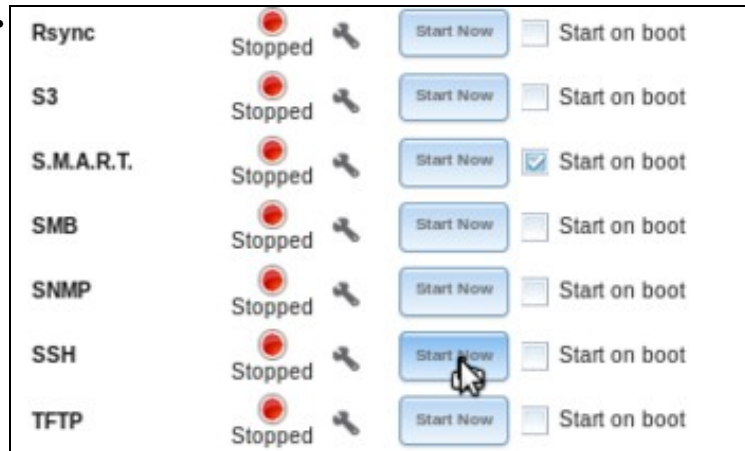 Rsync Stopped Start Now Start on boot
S3 Stopped Start Now Start on boot
S.M.A.R.T. Stopped Start Now Start on boot
SMB Stopped Start Now Start on boot
SNMP Stopped Start Now Start on boot
SSH Stopped Start Now Start on boot
TFTP Stopped Start Now Start on boot